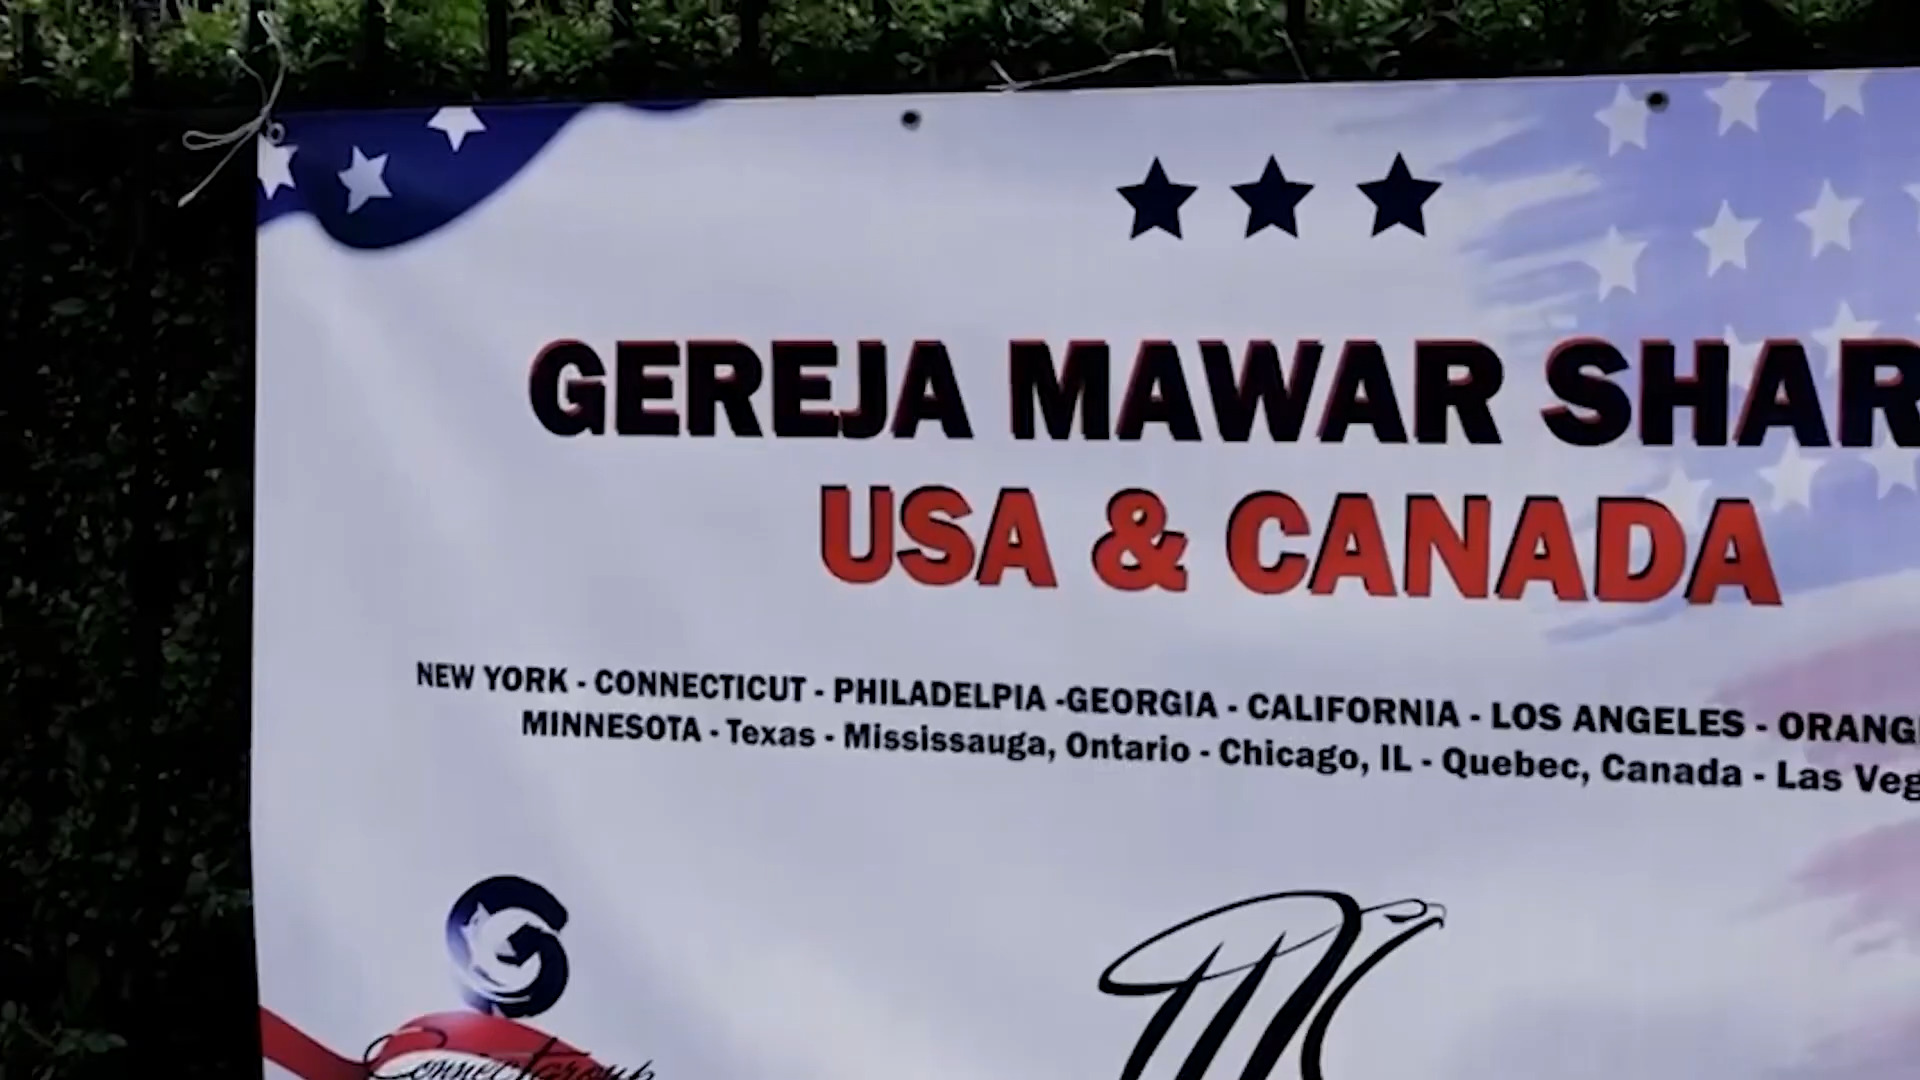 GEREJA MAWAR SHAR
USA & CANADA
NEW YORK - CONNECTICUT - PHILADELPIA -GEORGIA - CALIFORNIA - LOS ANGELES - ORANG
MINNESOTA - Texas - Mississauga, Ontario - Chicago, IL - Quebec, Canada - Las Veg
Connectgroup